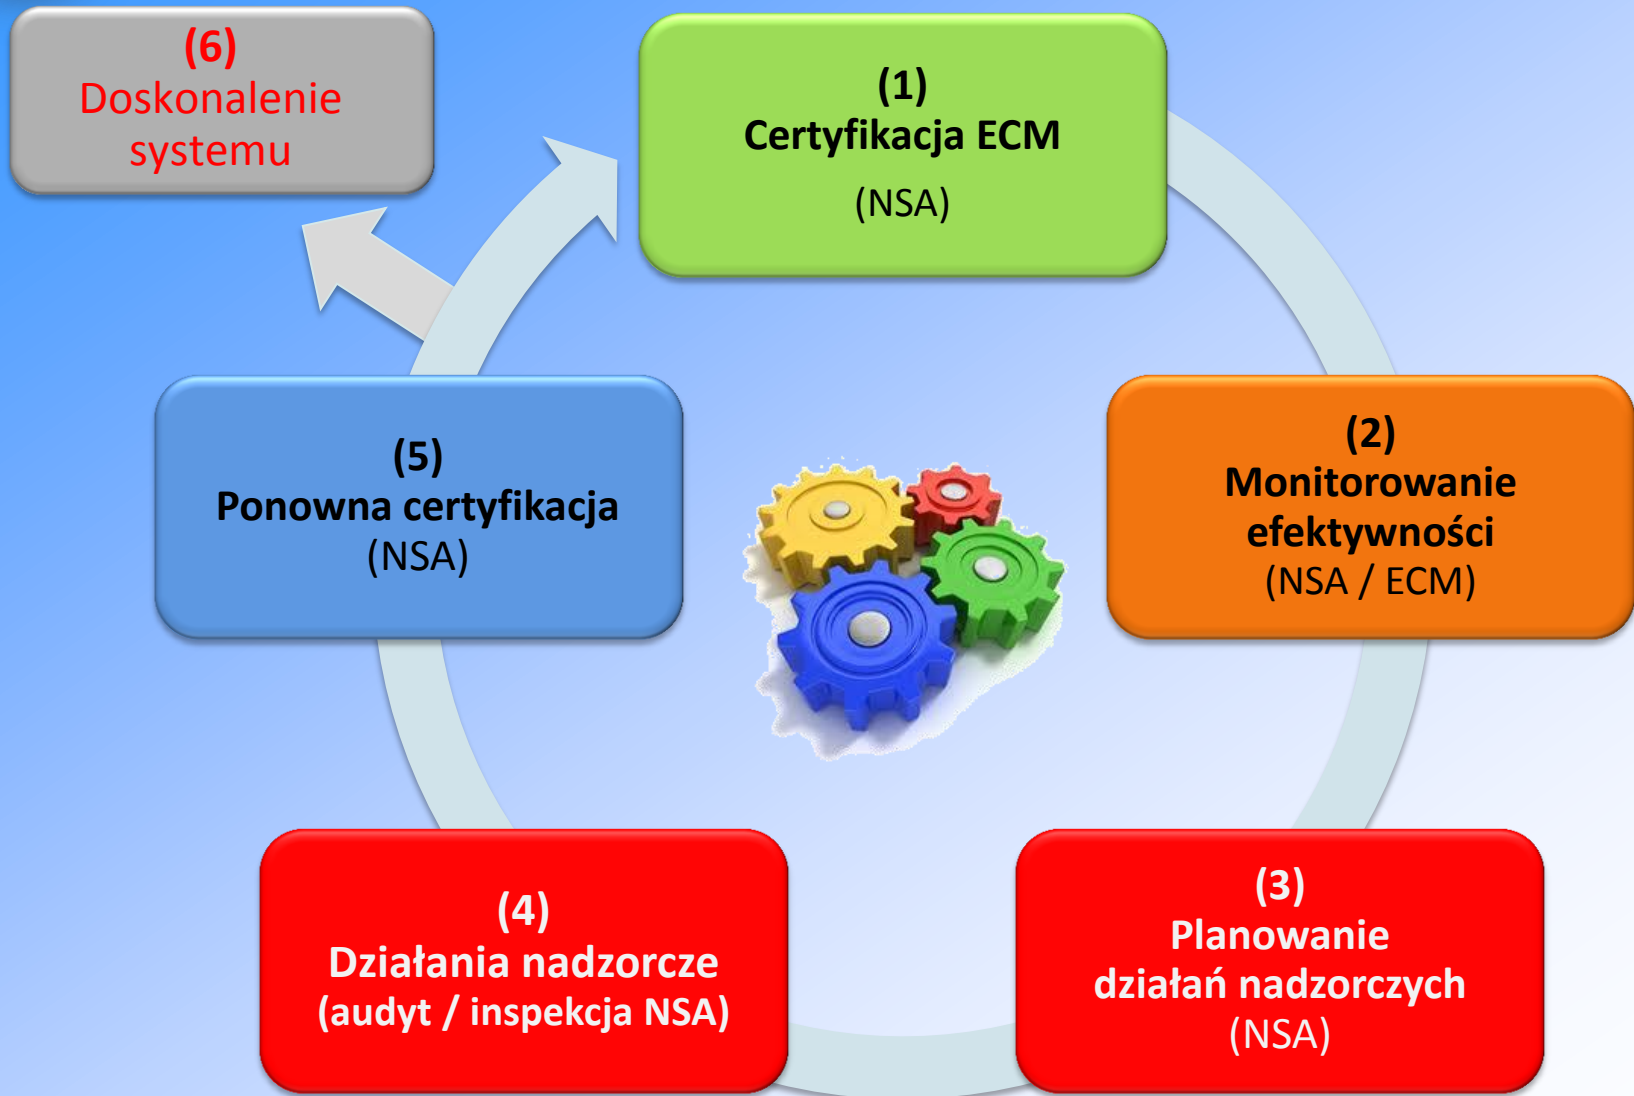 (1)
Certyfikacja ECM
(NSA)
(2)
Monitorowanie
efektywności
(NSA / ECM)
(3)
Planowanie
działań nadzorczych
(NSA)
(4)
Działania nadzorcze
(audyt / inspekcja NSA)
(5)
Ponowna certyfikacja
(NSA)
(6)
Doskonalenie
systemu